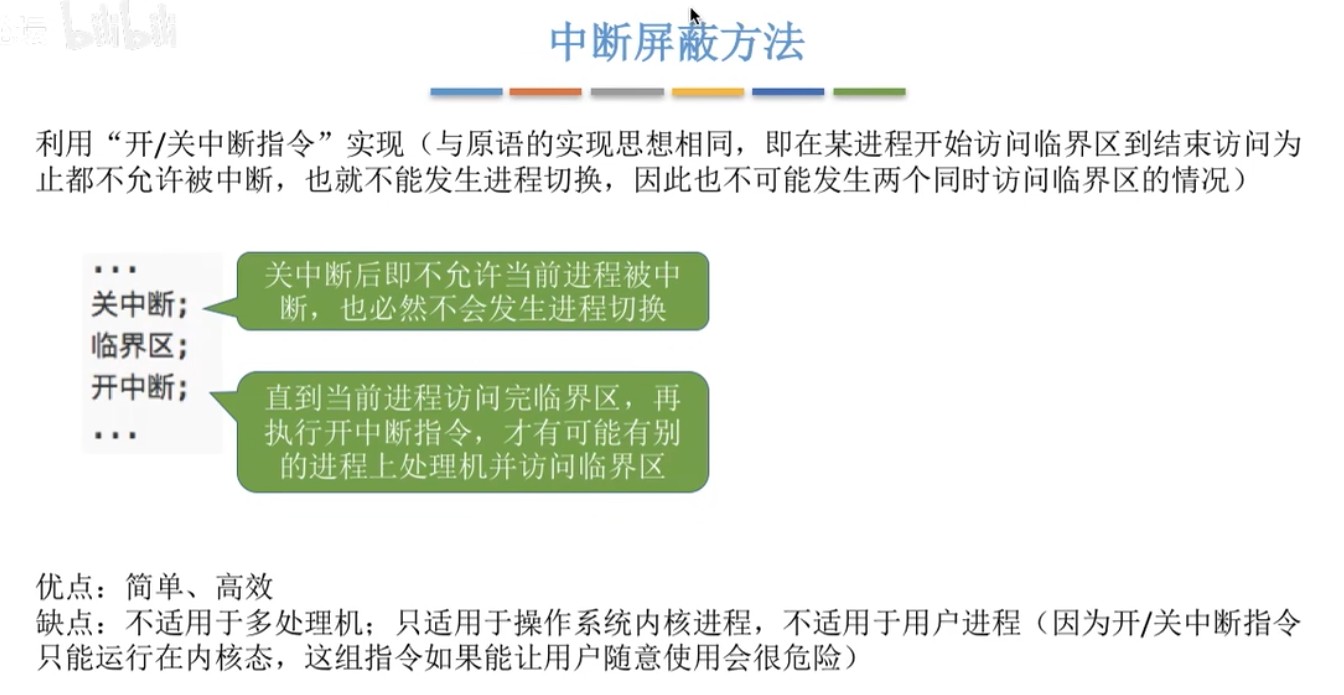 bilibili
中断屏蔽方法
利用“开/关中断指令”实现（与原语的实现思想相同，即在某进程开始访问临界区到结束访问为
止都不允许被中断，也就不能发生进程切换，因此也不可能发生两个同时访问临界区的情况）
...
关中断;
临界区;
开中断;
...
关中断后即不允许当前进程被中
断，也必然不会发生进程切换
直到当前进程访问完临界区，再
执行开中断指令，才有可能有别
的进程上处理机并访问临界区
优点：简单、高效
缺点：不适用于多处理机；只适用于操作系统内核进程，不适用于用户进程（因为开/关中断指令
只能运行在内核态，这组指令如果能让用户随意使用会很危险）